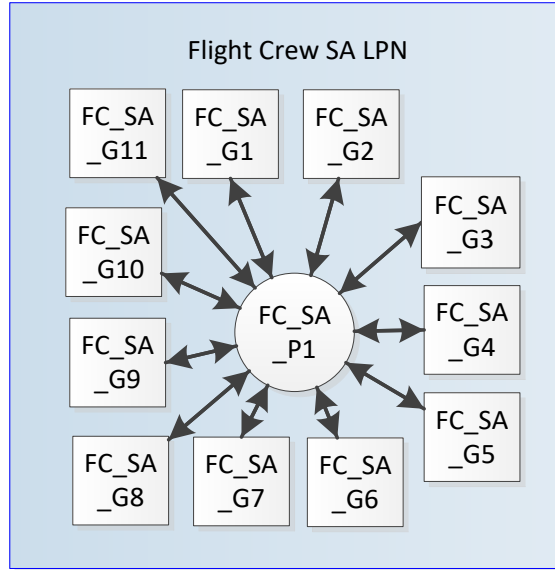 Flight Crew SA LPN
FC_SA
_G11
FC_SA
_G1
FC_SA
_G2
FC_SA
_G3
FC_SA
_G10
FC_SA
_P1
FC_SA
_G4
FC_SA
_G9
FC_SA
_G5
FC_SA
_G8
FC_SA
_G7
FC_SA
_G6